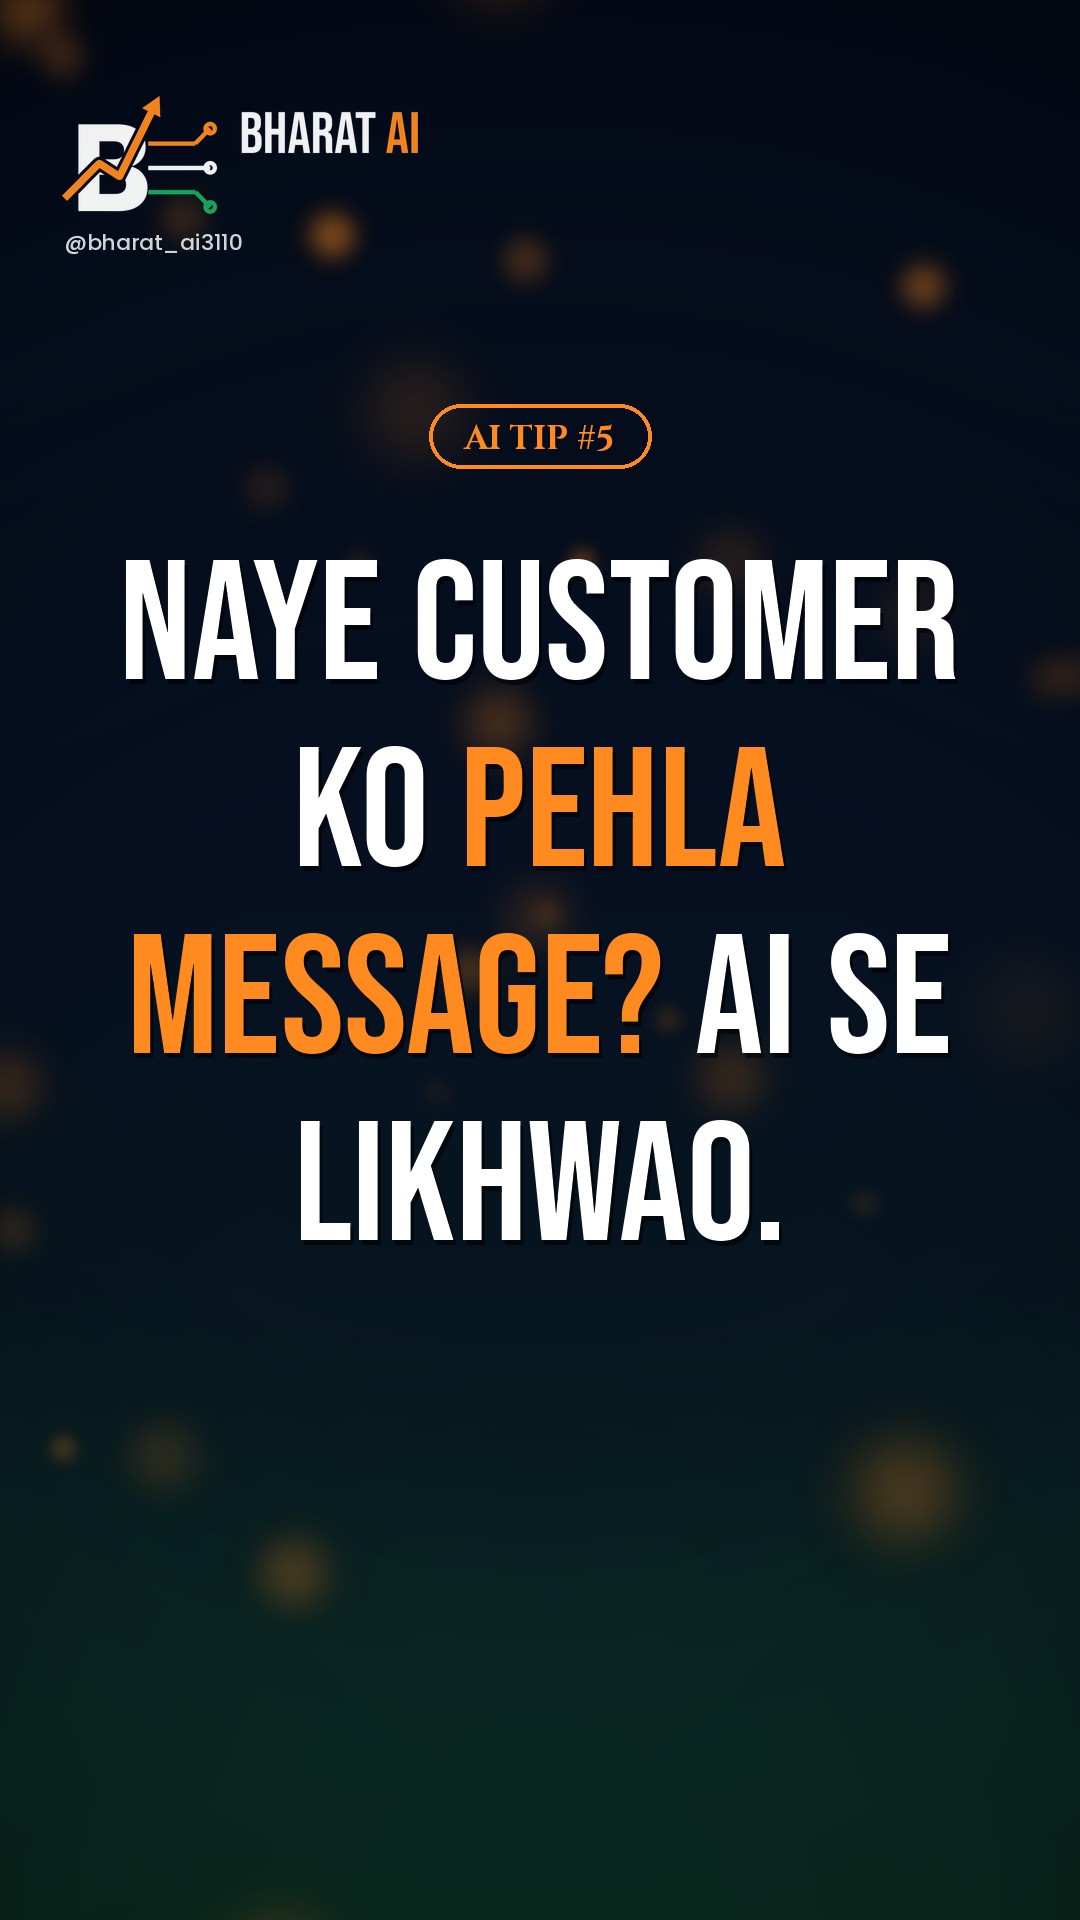 BHARAT AI
@bharat_ai3110
AI TIP #5
NAYE CUSTOMER
KO PEHLA
MESSAGE? AI SE
LIKHWAO.